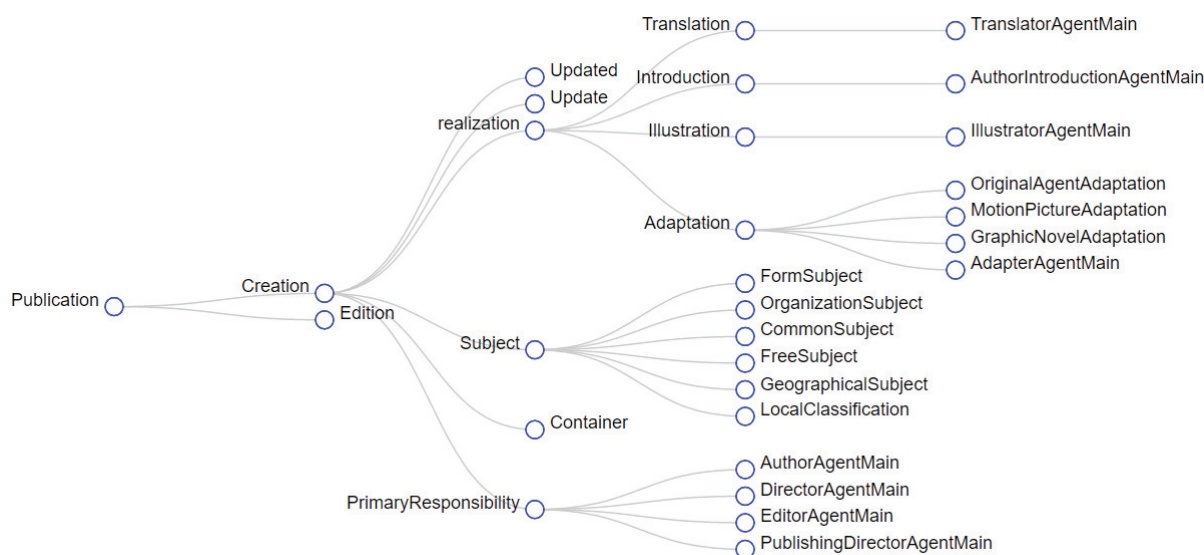 Translation
TranslatorAgentMain
Updated
Introduction
AuthorIntroductionAgentMain
Update
realization
Illustration
IllustratorAgentMain
OriginalAgentAdaptation
MotionPictureAdaptation
Adaptation
GraphicNovelAdaptation
AdapterAgentMain
FormSubject
Creation
Publication
OrganizationSubject
Edition
CommonSubject
Subject
FreeSubject
GeographicalSubject
LocalClassification
Container
AuthorAgentMain
DirectorAgentMain
PrimaryResponsibility
EditorAgentMain
PublishingDirectorAgentMain